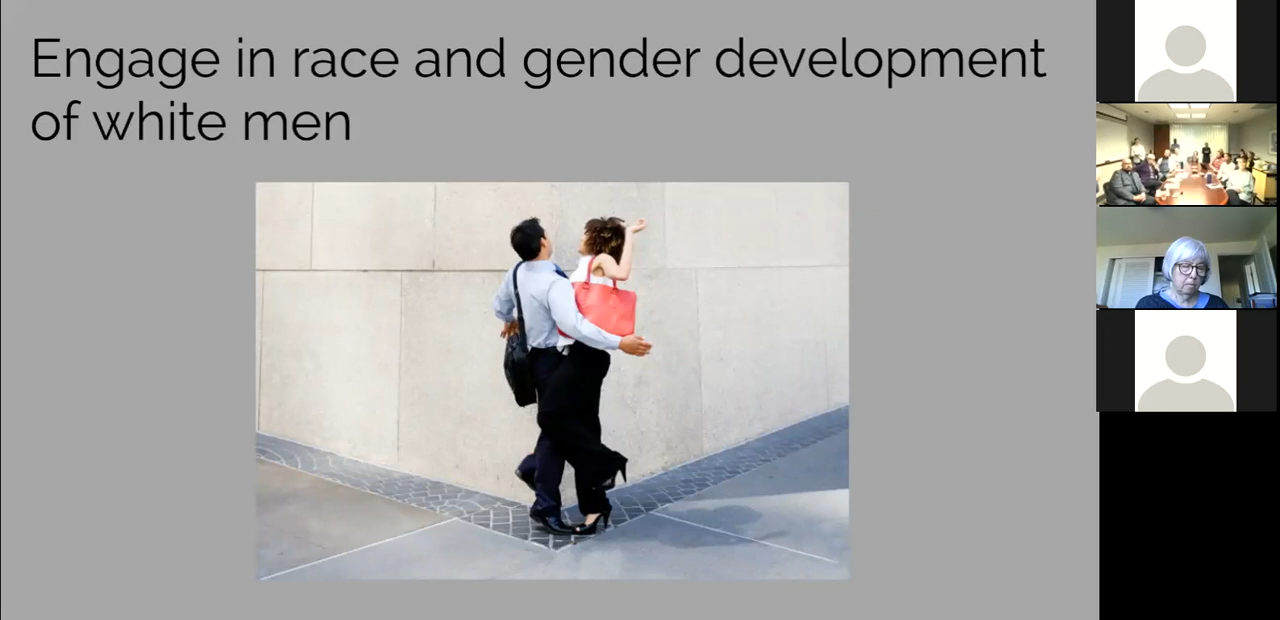 Engage in race and gender development
of white men